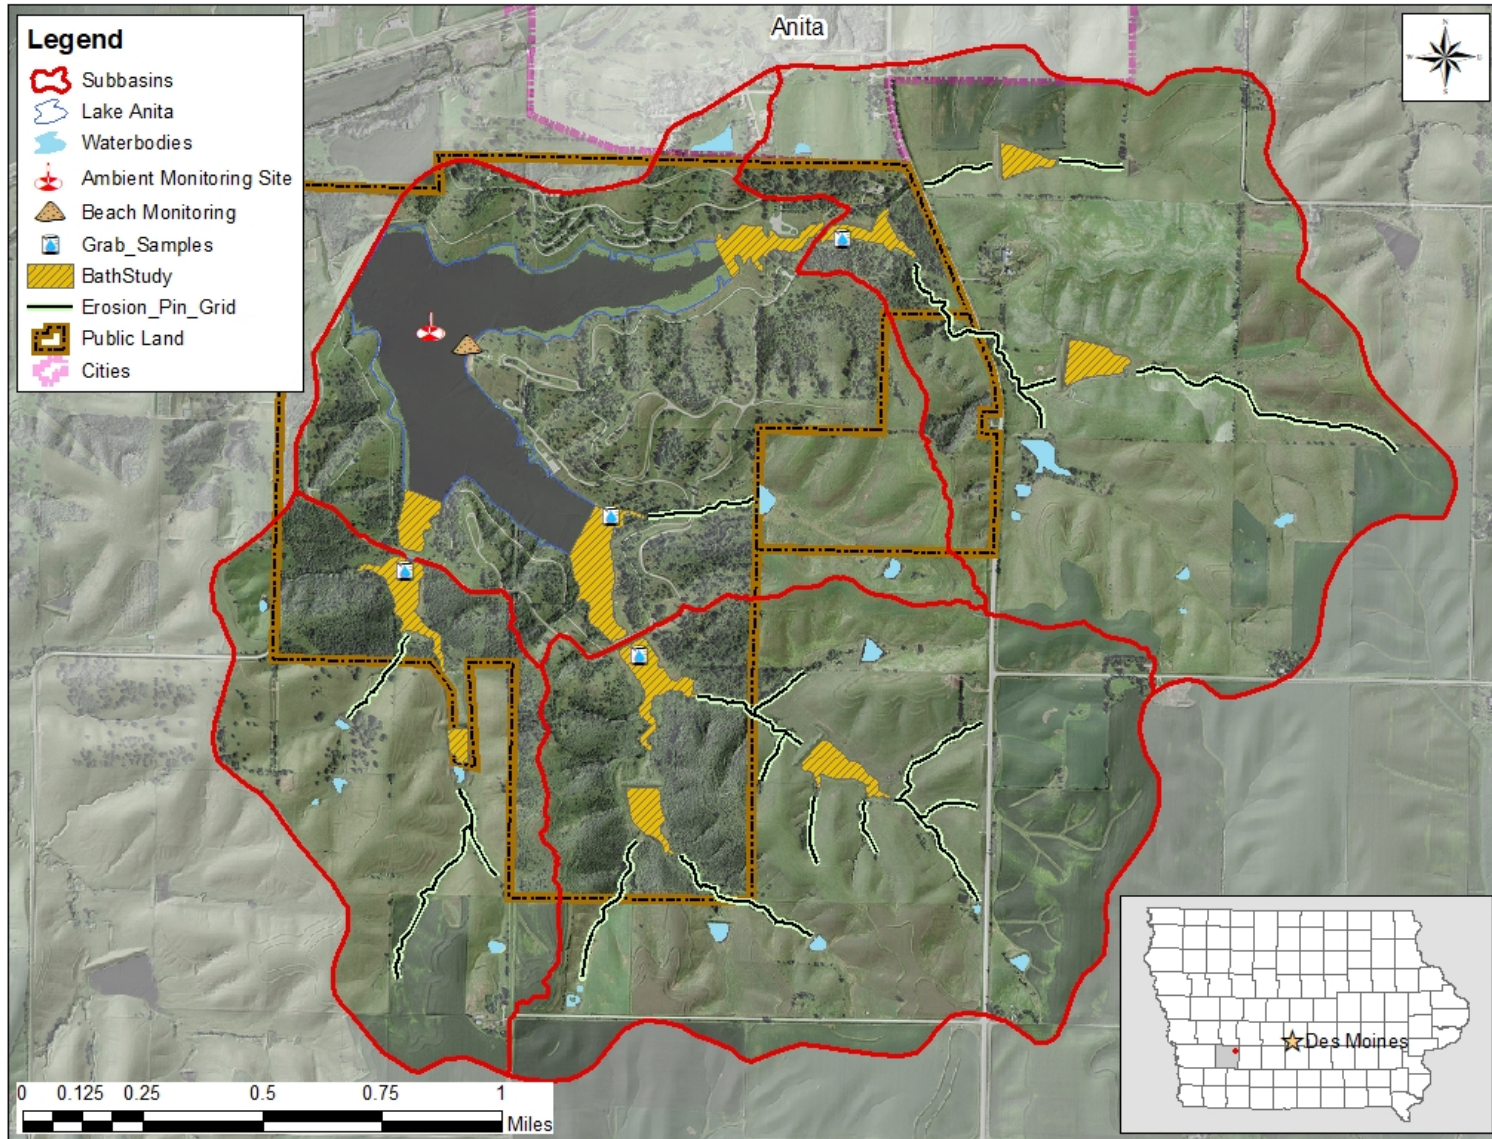 Anita
Legend
Subbasins
Lake Anita
Waterbodies
Ambient Monitoring Site
Beach Monitoring
Grab_Samples
BathStudy
Erosion_Pin_Grid
Public Land
Cities
N
W
S
Des Moines
0 0.125 0.25 0.5 0.75 1
Miles